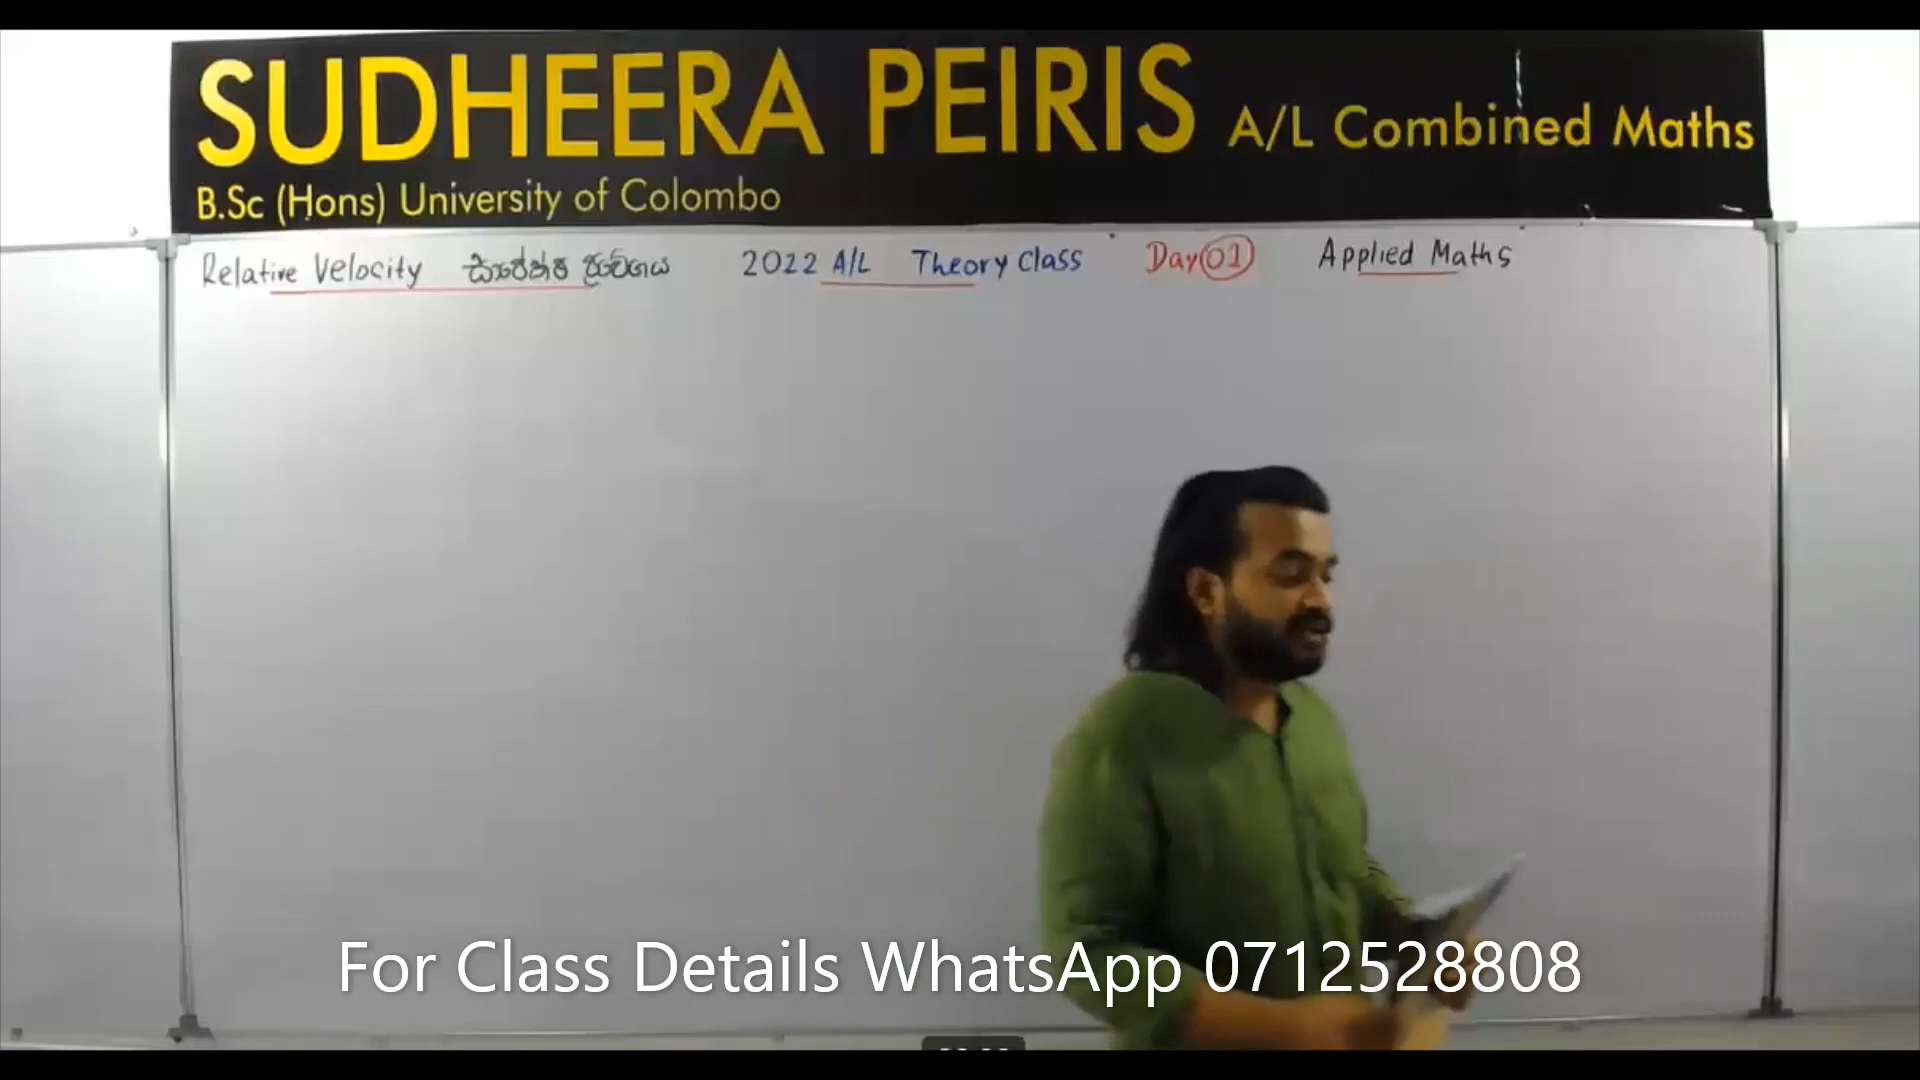 SUDHEERA PEIRIS A/L Combined Maths
B.Sc (Hons) University of Colombo
Relative Velocity සාපේක්ෂ ප්‍රවේගය 2022 A/L Theory Class Day 01 Applied Maths
For Class Details WhatsApp 0712528808